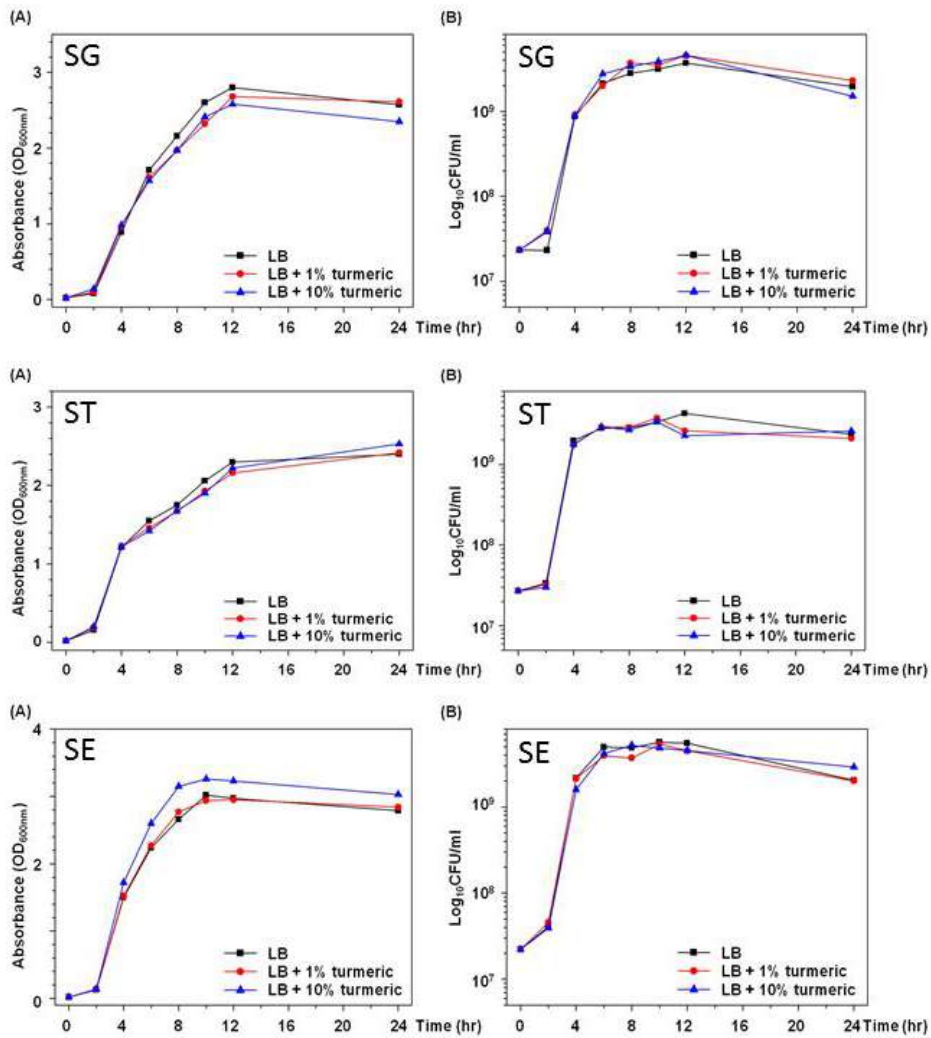 (A)
SG
Absorbance (OD600nm)
3
2
1
0
LB
LB + 1% turmeric
LB + 10% turmeric
0 4 8 12 16 20 24 Time (hr)
(B)
SG
Log10CFU/ml
10^9
10^8
10^7
LB
LB + 1% turmeric
LB + 10% turmeric
0 4 8 12 16 20 24 Time (hr)
(A)
ST
Absorbance (OD600nm)
3
2
1
0
LB
LB + 1% turmeric
LB + 10% turmeric
0 4 8 12 16 20 24 Time (hr)
(B)
ST
Log10CFU/ml
10^9
10^8
10^7
LB
LB + 1% turmeric
LB + 10% turmeric
0 4 8 12 16 20 24 Time (hr)
(A)
SE
Absorbance (OD600nm)
4
2
0
LB
LB + 1% turmeric
LB + 10% turmeric
0 4 8 12 16 20 24 Time (hr)
(B)
SE
Log10CFU/ml
10^9
10^8
10^7
LB
LB + 1% turmeric
LB + 10% turmeric
0 4 8 12 16 20 24 Time (hr)